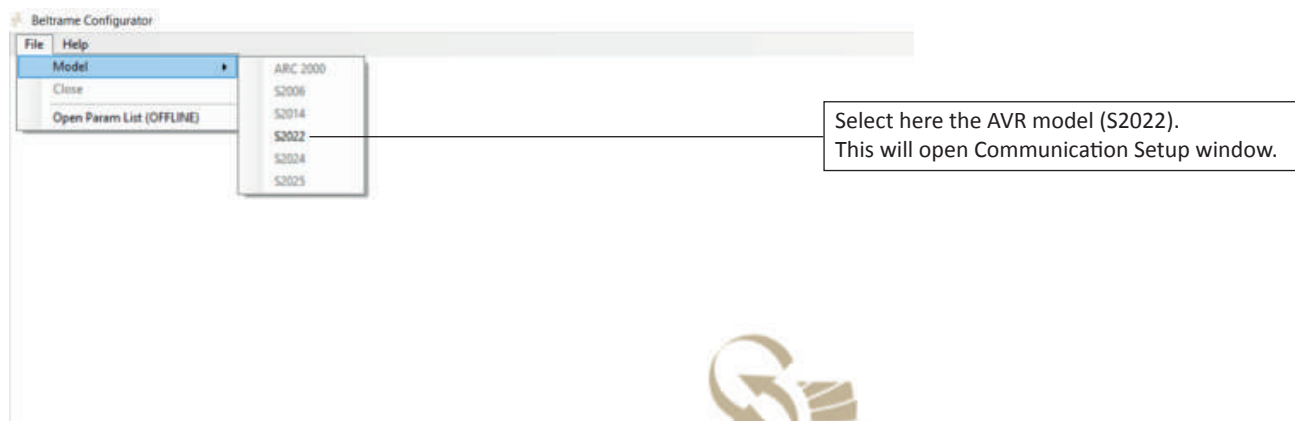 Beltrame Configurator
File Help
Model
Close
Open Param List (OFFLINE)
ARC 2000
S2006
S2014
S2022
S2024
S2025
Select here the AVR model (S2022).
This will open Communication Setup window.